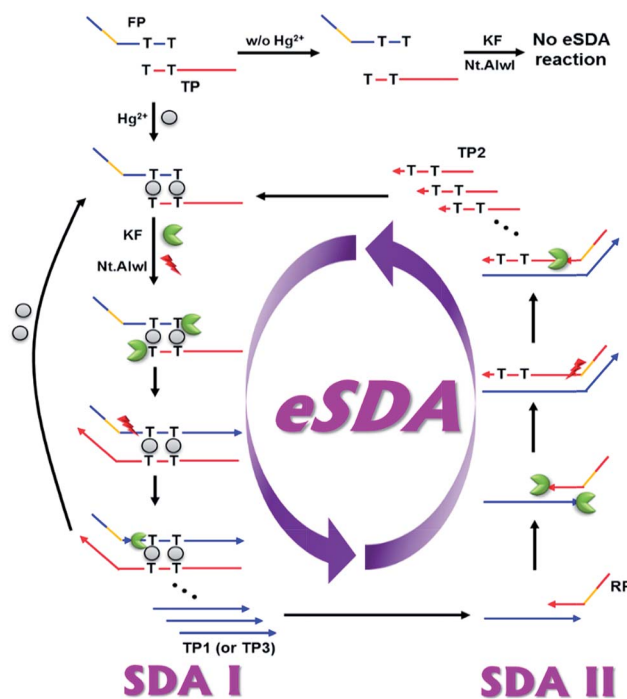 FP
T–T
w/o Hg²⁺
T–T
KF
Nt.AlwI
No eSDA
reaction
T–T
TP
T–T
Hg²⁺
T T
T–T
KF
Nt.AlwI
T T
T–T
T T
T–T
T T
T–T
TP1 (or TP3)
SDA I
eSDA
TP2
T–T
T–T
T–T
T–T
T–T
RP
SDA II